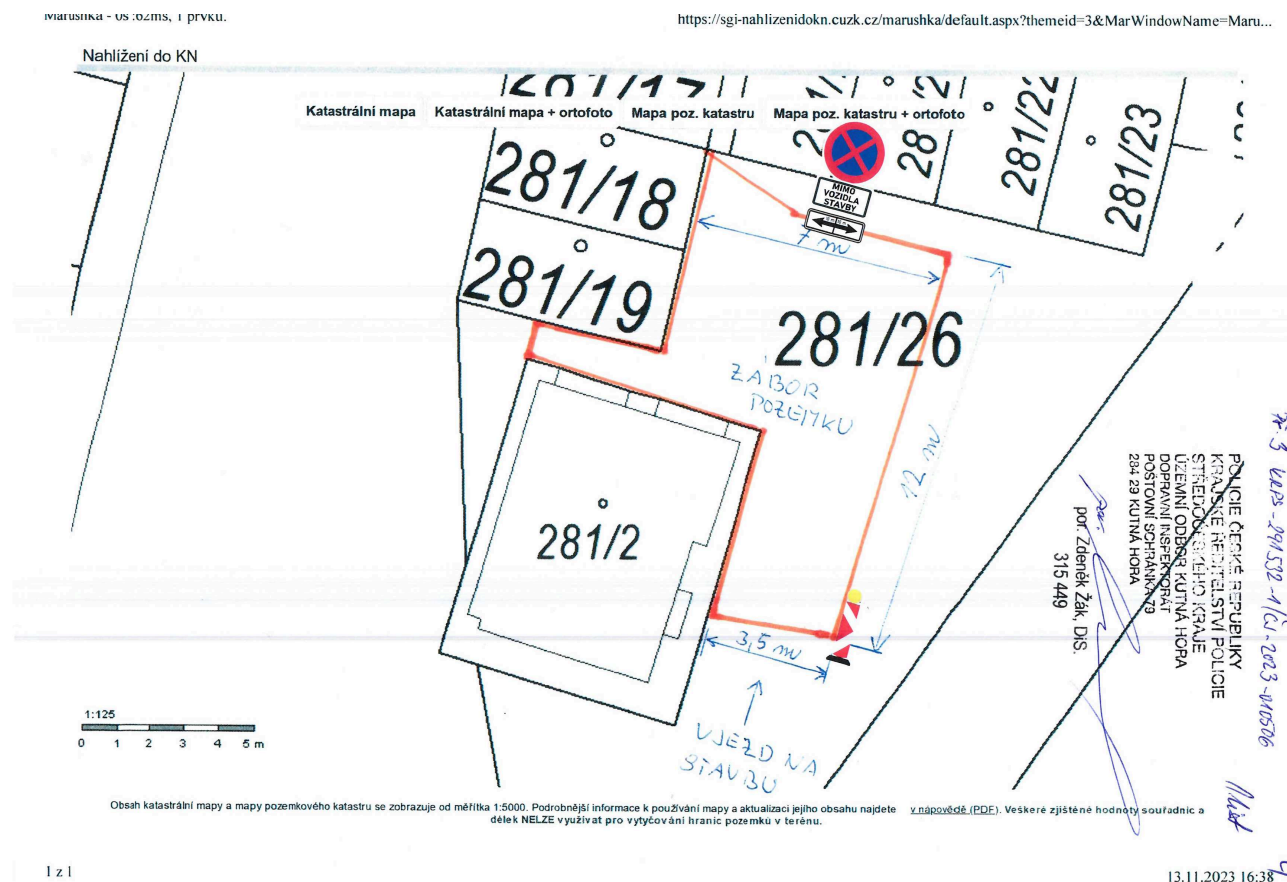 Marushka - 0s :62ms, 1 prvků.
https://sgi-nahlizenidokn.cuzk.cz/marushka/default.aspx?themeid=3&MarWindowName=Maru...
Nahlížení do KN
Katastrální mapa
Katastrální mapa + ortofoto
Mapa poz. katastru
Mapa poz. katastru + ortofoto
281/17
281/22
281/23
281/18
MIMO
VOZIDLA
STAVBY
7 m
281/19
281/26
ZÁBOR
POZEMKU
12 m
281/2
3,5 m
VJEZD NA
STAVBU
POLICIE ČESKÉ REPUBLIKY
KRAJSKÉ ŘEDITELSTVÍ POLICIE
STŘEDOČESKÉHO KRAJE
ÚZEMNÍ ODBOR KUTNÁ HORA
DOPRAVNÍ INSPEKTORÁT
POŠTOVNÍ SCHRÁNKA 79
284 29 KUTNÁ HORA
por. Zdeněk Žák, DiS.
315 449
1:125
0 1 2 3 4 5 m
Obsah katastrální mapy a mapy pozemkového katastru se zobrazuje od měřítka 1:5000. Podrobnější informace k používání mapy a aktualizaci jejího obsahu najdete v nápovědě (PDF). Veškeré zjištěné hodnoty souřadnic a
délek NELZE využívat pro vytyčování hranic pozemků v terénu.
1 z 1
13.11.2023 16:38